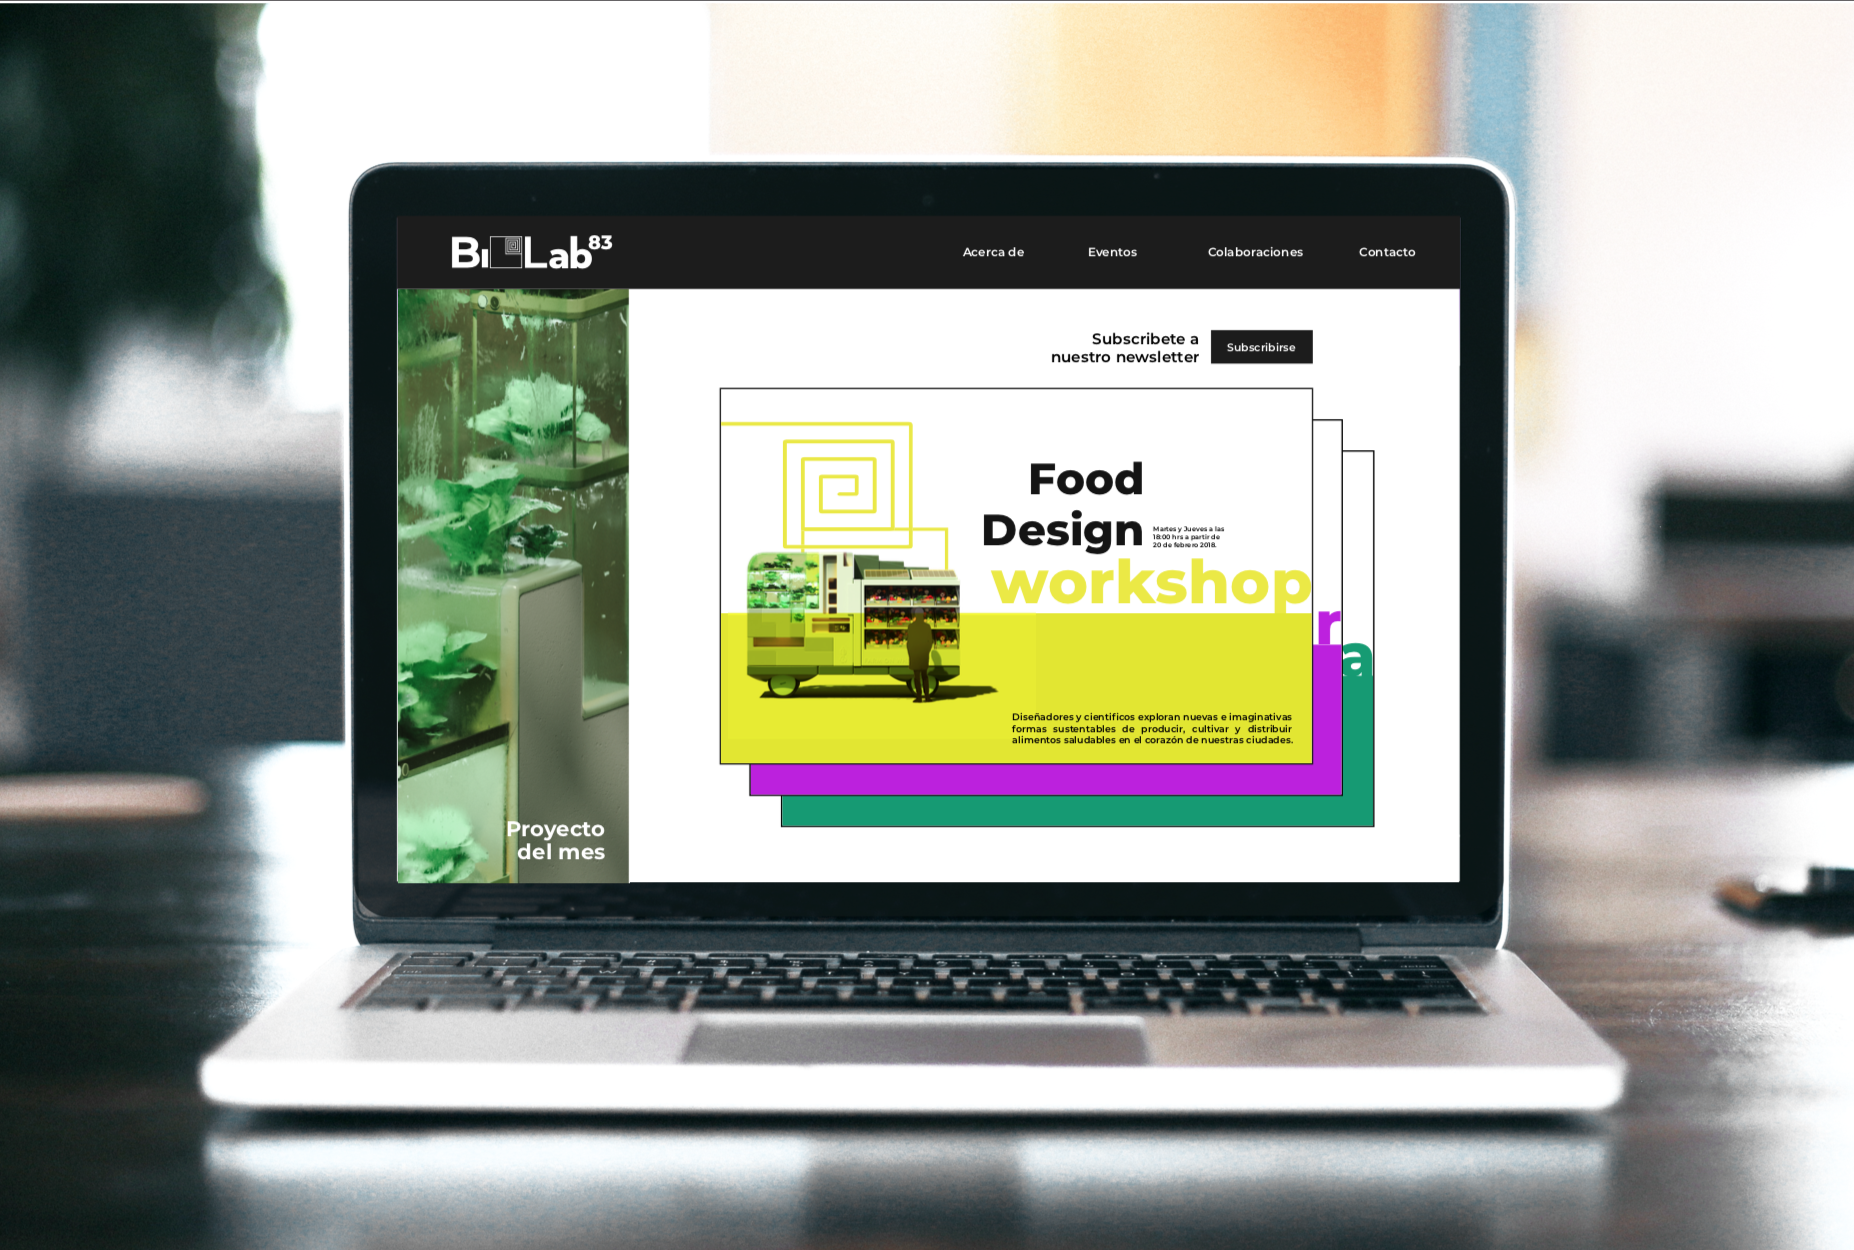 BioLab83
Acerca de
Eventos
Colaboraciones
Contacto
Subscribete a
nuestro newsletter
Subscribirse
Food
Design
Martes y Jueves a las
18:00 hrs a partir de
20 de febrero 2018.
workshop
r
a
Diseñadores y cientificos exploran nuevas e imaginativas
formas sustentables de producir, cultivar y distribuir
alimentos saludables en el corazón de nuestras ciudades.
Proyecto
del mes